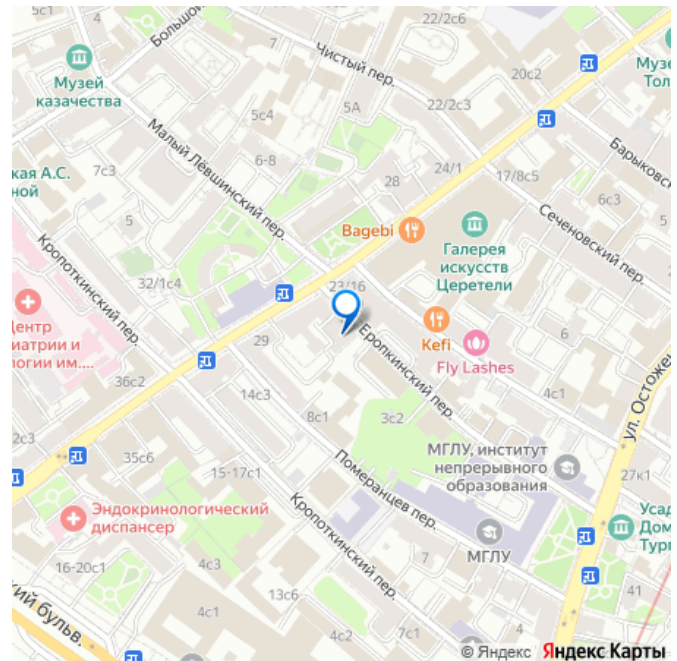 5с1
Большой
22/2с6
Чистый пер.
7
20с2
Музе
Тол
Музей
казачества
5с4
5А
22/2с3
Малый Лёвшинский пер.
Барыковс
кая А.С.
ной
7с3
6-8
24/1
17/8с5
5
28
6с3
Bagebi
Сеченовский пер.
Галерея
искусств
Церетели
Кропоткинский пер.
32/1с4
23/16
Центр
иатрии и
логии им....
29
Еропкинский пер.
Kefi
Fly Lashes
6
36с2
14с3
4с1
ул. Остоже
8с1
3с2
35с6
15-17с1
МГЛУ, институт
непрерывного
образования
27к1
Померанцев пер.
Эндокринологический
диспансер
Кропоткинский пер.
МГЛУ
Усад
Дом
Тург
16-20с1
4с3
7
41
кий бульв.
13с6
4с1
4с2
7с1
4
© Яндекс Яндекс Карты